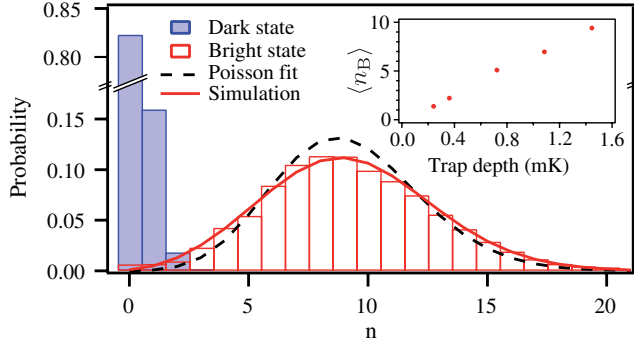 0.85
0.80
0.15
0.10
0.05
0.00
Probability
0
5
10
15
20
n
Dark state
Bright state
Poisson fit
Simulation
10
5
0
⟨n_B⟩
0.0
0.4
0.8
1.2
1.6
Trap depth (mK)